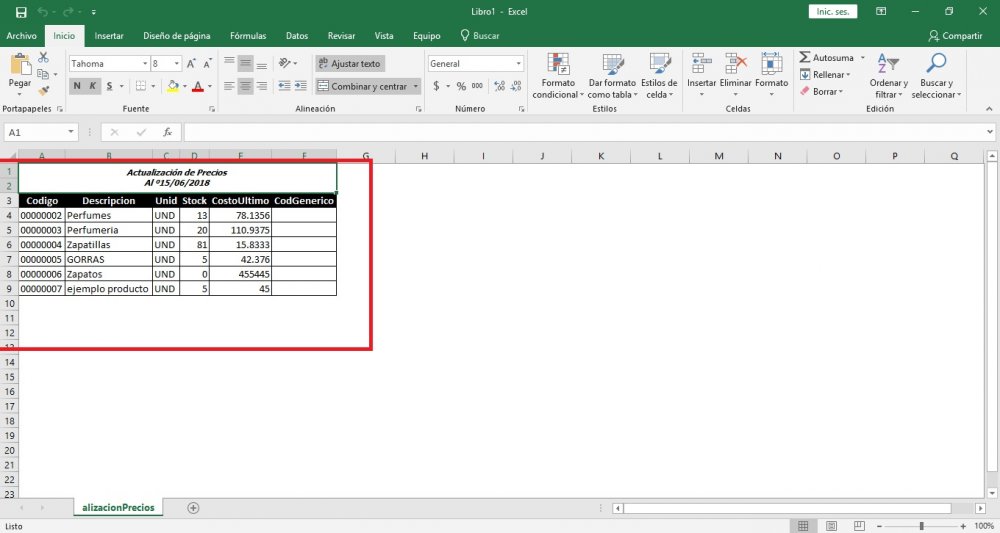 Libro1 - Excel
Inic. ses.
Archivo Inicio Insertar Diseño de página Fórmulas Datos Revisar Vista Equipo Buscar Compartir
Pegar
Tahoma 8
N K S
Ajustar texto
Combinar y centrar
General
$ % 000
Formato condicional
Dar formato como tabla
Estilos de celda
Insertar Eliminar Formato
Autosuma
Rellenar
Borrar
Ordenar y filtrar
Buscar y seleccionar
Portapapeles Fuente Alineación Número Estilos Celdas Edición
A1 fx
A B C D E F G H I J K L M N O P Q
1 Actualización de Precios
2 Al º15/06/2018
3 Codigo Descripcion Unid Stock CostoUltimo CodGenerico
4 00000002 Perfumes UND 13 78.1356
5 00000003 Perfumeria UND 20 110.9375
6 00000004 Zapatillas UND 81 15.8333
7 00000005 GORRAS UND 5 42.376
8 00000006 Zapatos UND 0 455445
9 00000007 ejemplo producto UND 5 45
10
11
12
13
14
15
16
17
18
19
20
21
22
23
alizacionPrecios
Listo
100%